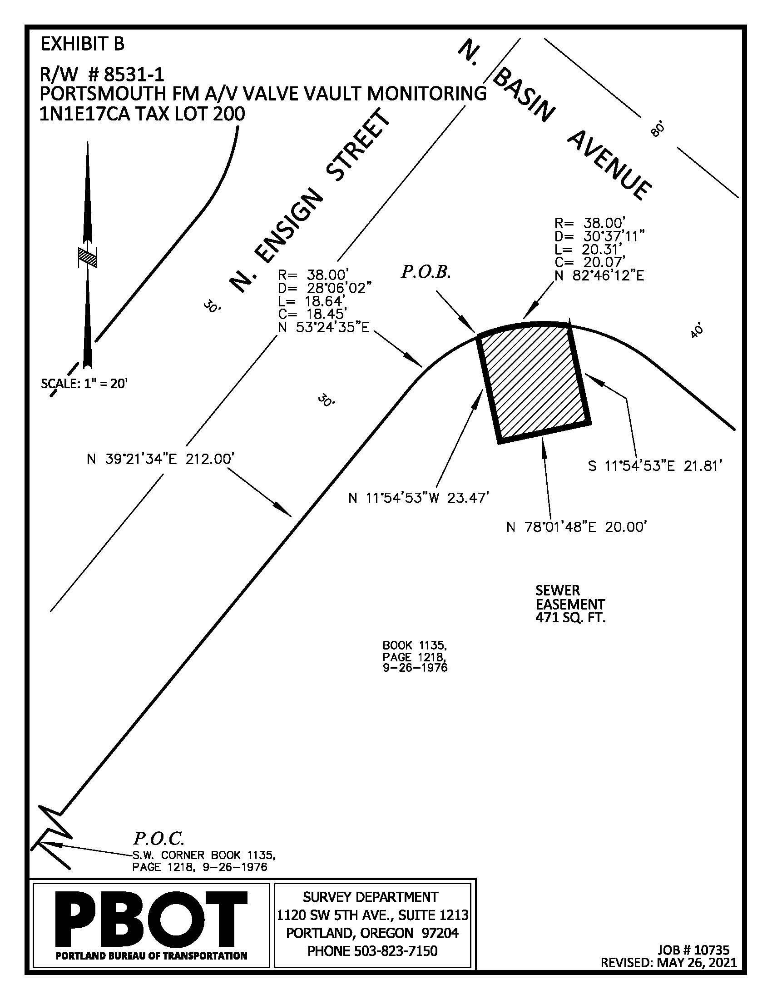 EXHIBIT B
R/W # 8531-1
PORTSMOUTH FM A/V VALVE VAULT MONITORING
1N1E17CA TAX LOT 200
N. BASIN AVENUE
80'
N. ENSIGN STREET
R= 38.00'
D= 30°37'11"
L= 20.31'
C= 20.07'
N 82°46'12"E
P.O.B.
R= 38.00'
D= 28°06'02"
L= 18.64'
C= 18.45'
N 53°24'35"E
30'
40'
SCALE: 1" = 20'
30'
N 39°21'34"E 212.00'
S 11°54'53"E 21.81'
N 11°54'53"W 23.47'
N 78°01'48"E 20.00'
SEWER
EASEMENT
471 SQ. FT.
BOOK 1135,
PAGE 1218,
9-26-1976
P.O.C.
S.W. CORNER BOOK 1135,
PAGE 1218, 9-26-1976
PBOT
PORTLAND BUREAU OF TRANSPORTATION
SURVEY DEPARTMENT
1120 SW 5TH AVE., SUITE 1213
PORTLAND, OREGON 97204
PHONE 503-823-7150
JOB # 10735
REVISED: MAY 26, 2021